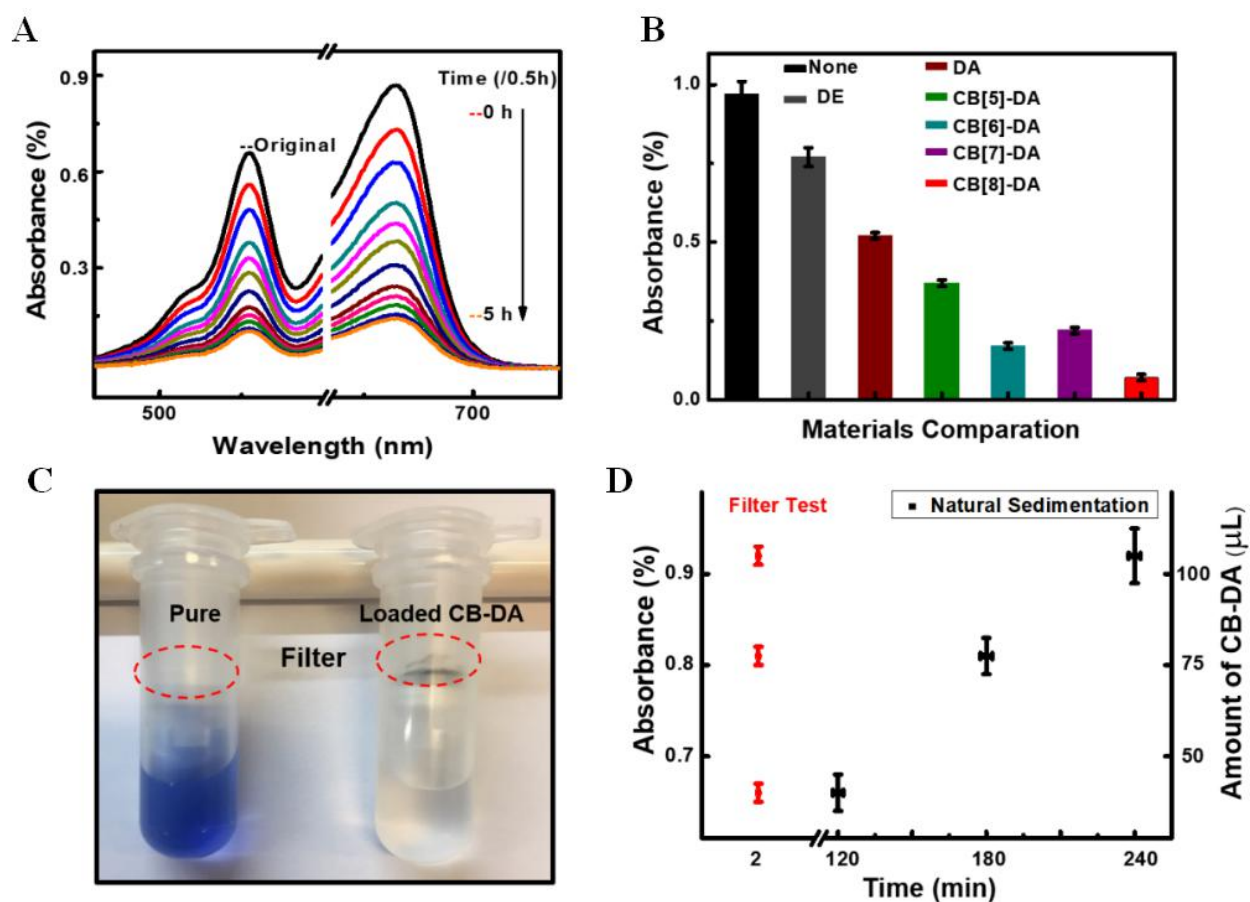 A
Absorbance (%)
0.9
0.6
0.3
Time (/0.5h)
--0 h
--Original
--5 h
500
700
Wavelength (nm)
B
Absorbance (%)
1.0
0.5
0.0
None
DE
DA
CB[5]-DA
CB[6]-DA
CB[7]-DA
CB[8]-DA
Materials Comparation
C
Pure
Loaded CB-DA
Filter
D
Filter Test
Natural Sedimentation
Absorbance (%)
0.9
0.8
0.7
100
75
50
Amount of CB-DA (μL)
2
120
180
240
Time (min)